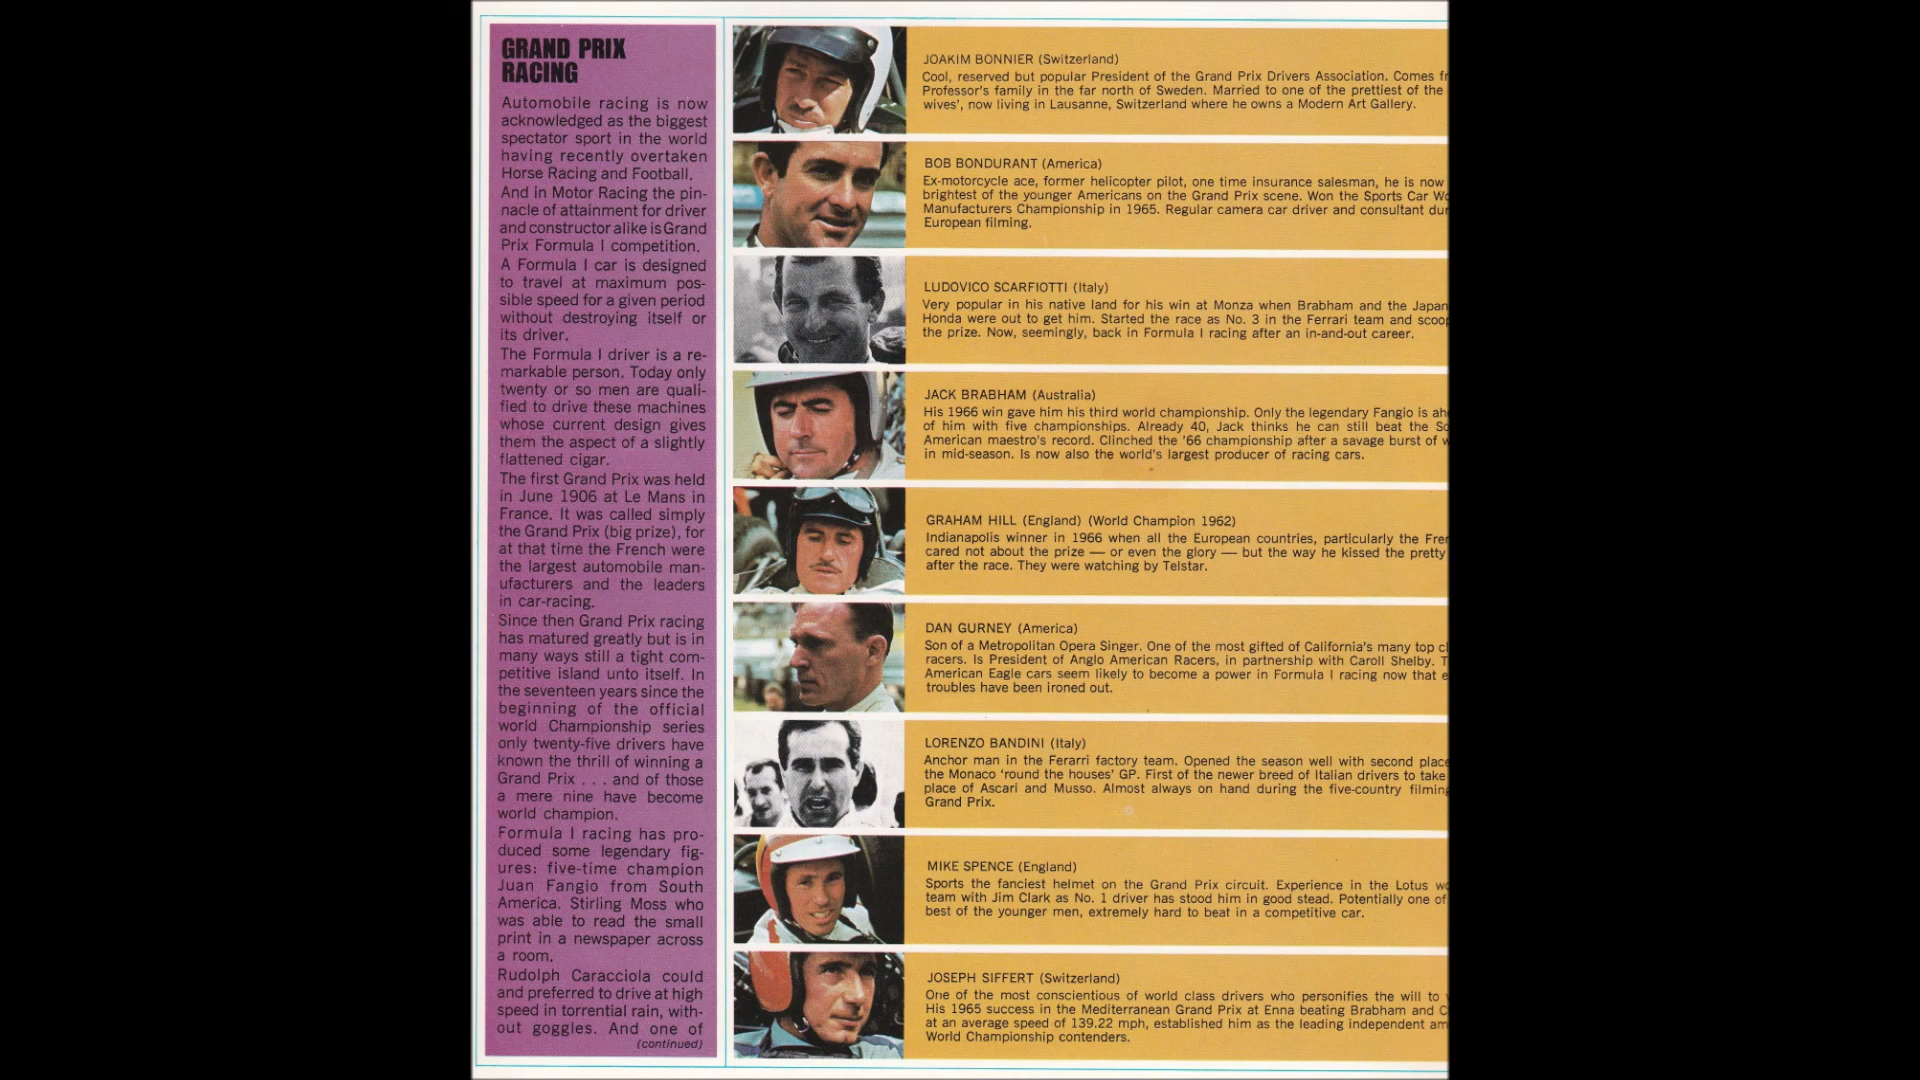 GRAND PRIX
RACING
Automobile racing is now
acknowledged as the biggest
spectator sport in the world
having recently overtaken
Horse Racing and Football.
And in Motor Racing the pin-
nacle of attainment for driver
and constructor alike is Grand
Prix Formula I competition.
A Formula I car is designed
to travel at maximum pos-
sible speed for a given period
without destroying itself or
its driver.
The Formula I driver is a re-
markable person. Today only
twenty or so men are quali-
fied to drive these machines
whose current design gives
them the aspect of a slightly
flattened cigar.
The first Grand Prix was held
in June 1906 at Le Mans in
France. It was called simply
the Grand Prix (big prize), for
at that time the French were
the largest automobile man-
ufacturers and the leaders
in car-racing.
Since then Grand Prix racing
has matured greatly but is in
many ways still a tight com-
petitive island unto itself. In
the seventeen years since the
beginning of the official
world Championship series
only twenty-five drivers have
known the thrill of winning a
Grand Prix . . . and of those
a mere nine have become
world champion.
Formula I racing has pro-
duced some legendary fig-
ures: five-time champion
Juan Fangio from South
America. Stirling Moss who
was able to read the small
print in a newspaper across
a room.
Rudolph Caracciola could
and preferred to drive at high
speed in torrential rain, with-
out goggles. And one of
(continued)
JOAKIM BONNIER (Switzerland)
Cool, reserved but popular President of the Grand Prix Drivers Association. Comes
Professor's family in the far north of Sweden. Married to one of the prettiest of the
wives', now living in Lausanne, Switzerland where he owns a Modern Art Gallery.
BOB BONDURANT (America)
Ex-motorcycle ace, former helicopter pilot, one time insurance salesman, he is now
brightest of the younger Americans on the Grand Prix scene. Won the Sports Car
Manufacturers Championship in 1965. Regular camera car driver and consultant
European filming.
LUDOVICO SCARFIOTTI (Italy)
Very popular in his native land for his win at Monza when Brabham and the Japan
Honda were out to get him. Started the race as No. 3 in the Ferrari team and scoo
the prize. Now, seemingly, back in Formula I racing after an in-and-out career.
JACK BRABHAM (Australia)
His 1966 win gave him his third world championship. Only the legendary Fangio is
of him with five championships. Already 40, Jack thinks he can still beat the
American maestro's record. Clinched the '66 championship after a savage burst of
in mid-season. Is now also the world's largest producer of racing cars.
GRAHAM HILL (England) (World Champion 1962)
Indianapolis winner in 1966 when all the European countries, particularly the
cared not about the prize — or even the glory — but the way he kissed the pretty
after the race. They were watching by Telstar.
DAN GURNEY (America)
Son of a Metropolitan Opera Singer. One of the most gifted of California's many top
racers. Is President of Anglo American Racers, in partnership with Caroll Shelby.
American Eagle cars seem likely to become a power in Formula I racing now that
troubles have been ironed out.
LORENZO BANDINI (Italy)
Anchor man in the Ferarri factory team. Opened the season well with second place
the Monaco 'round the houses' GP. First of the newer breed of Italian drivers to take
place of Ascari and Musso. Almost always on hand during the five-country filming
Grand Prix.
MIKE SPENCE (England)
Sports the fanciest helmet on the Grand Prix circuit. Experience in the Lotus
team with Jim Clark as No. 1 driver has stood him in good stead. Potentially one of
best of the younger men, extremely hard to beat in a competitive car.
JOSEPH SIFFERT (Switzerland)
One of the most conscientious of world class drivers who personifies the will to
His 1965 success in the Mediterranean Grand Prix at Enna beating Brabham and
at an average speed of 139.22 mph, established him as the leading independent
World Championship contenders.